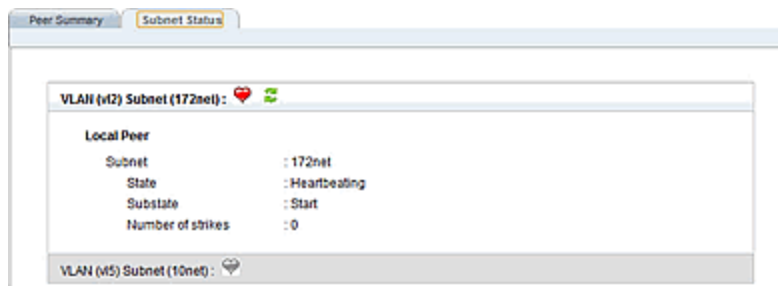 Peer Summary Subnet Status
VLAN (vl2) Subnet (172net) :
Local Peer
Subnet : 172net
State : Heartbeating
Substate : Start
Number of strikes : 0
VLAN (vl5) Subnet (10net) :